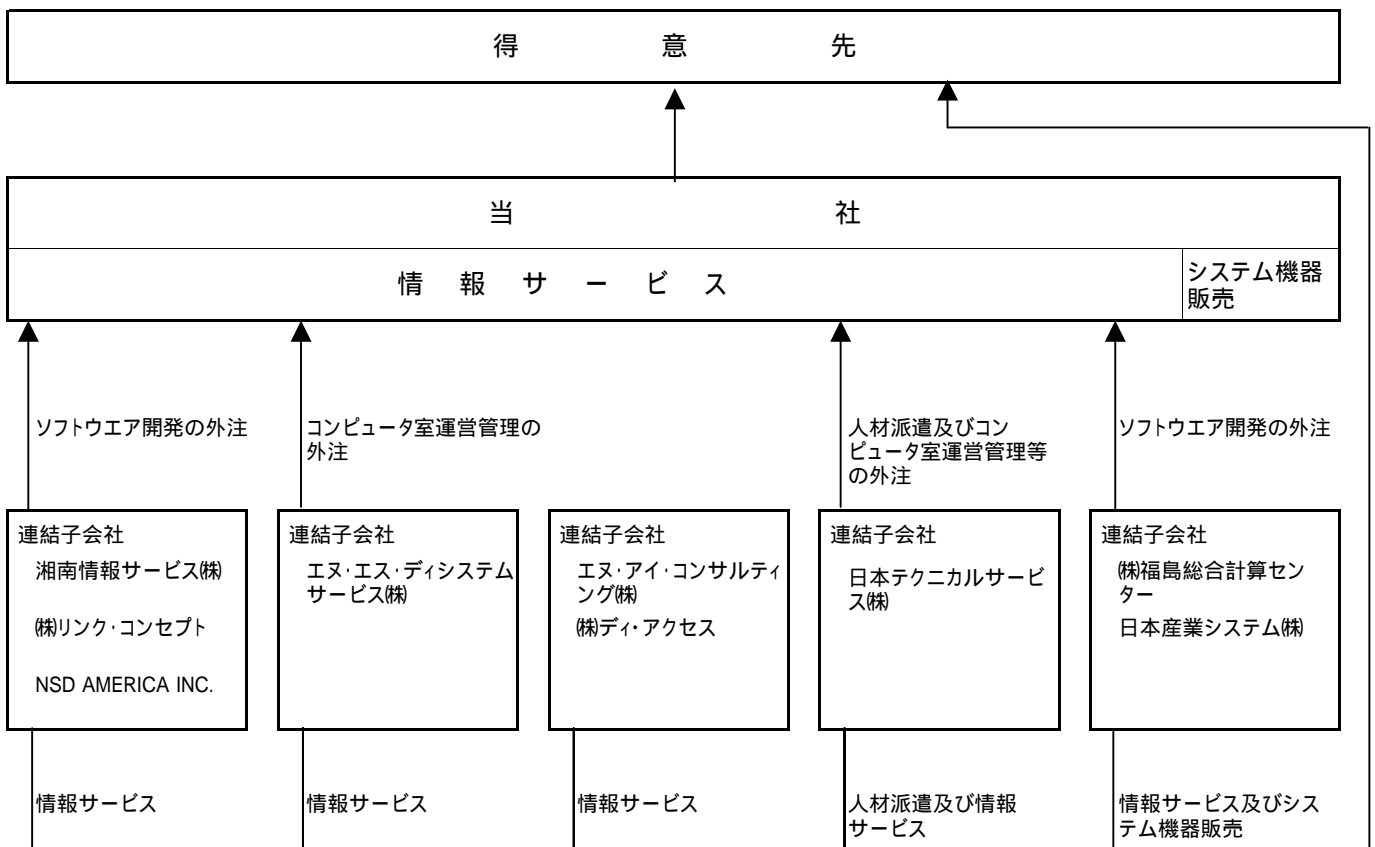 得意先
当社
情報サービス
システム機器
販売
ソフトウエア開発の外注
コンピュータ室運営管理の
外注
人材派遣及びコン
ピュータ室運営管理等
の外注
ソフトウエア開発の外注
連結子会社
湘南情報サービス㈱
㈱リンク・コンセプト
NSD AMERICA INC.
連結子会社
エヌ・エス・ディシステム
サービス㈱
連結子会社
エヌ・アイ・コンサルティ
ング㈱
㈱ディ・アクセス
連結子会社
日本テクニカルサービ
ス㈱
連結子会社
㈱福島総合計算セン
ター
日本産業システム㈱
情報サービス
情報サービス
情報サービス
人材派遣及び情報
サービス
情報サービス及びシス
テム機器販売